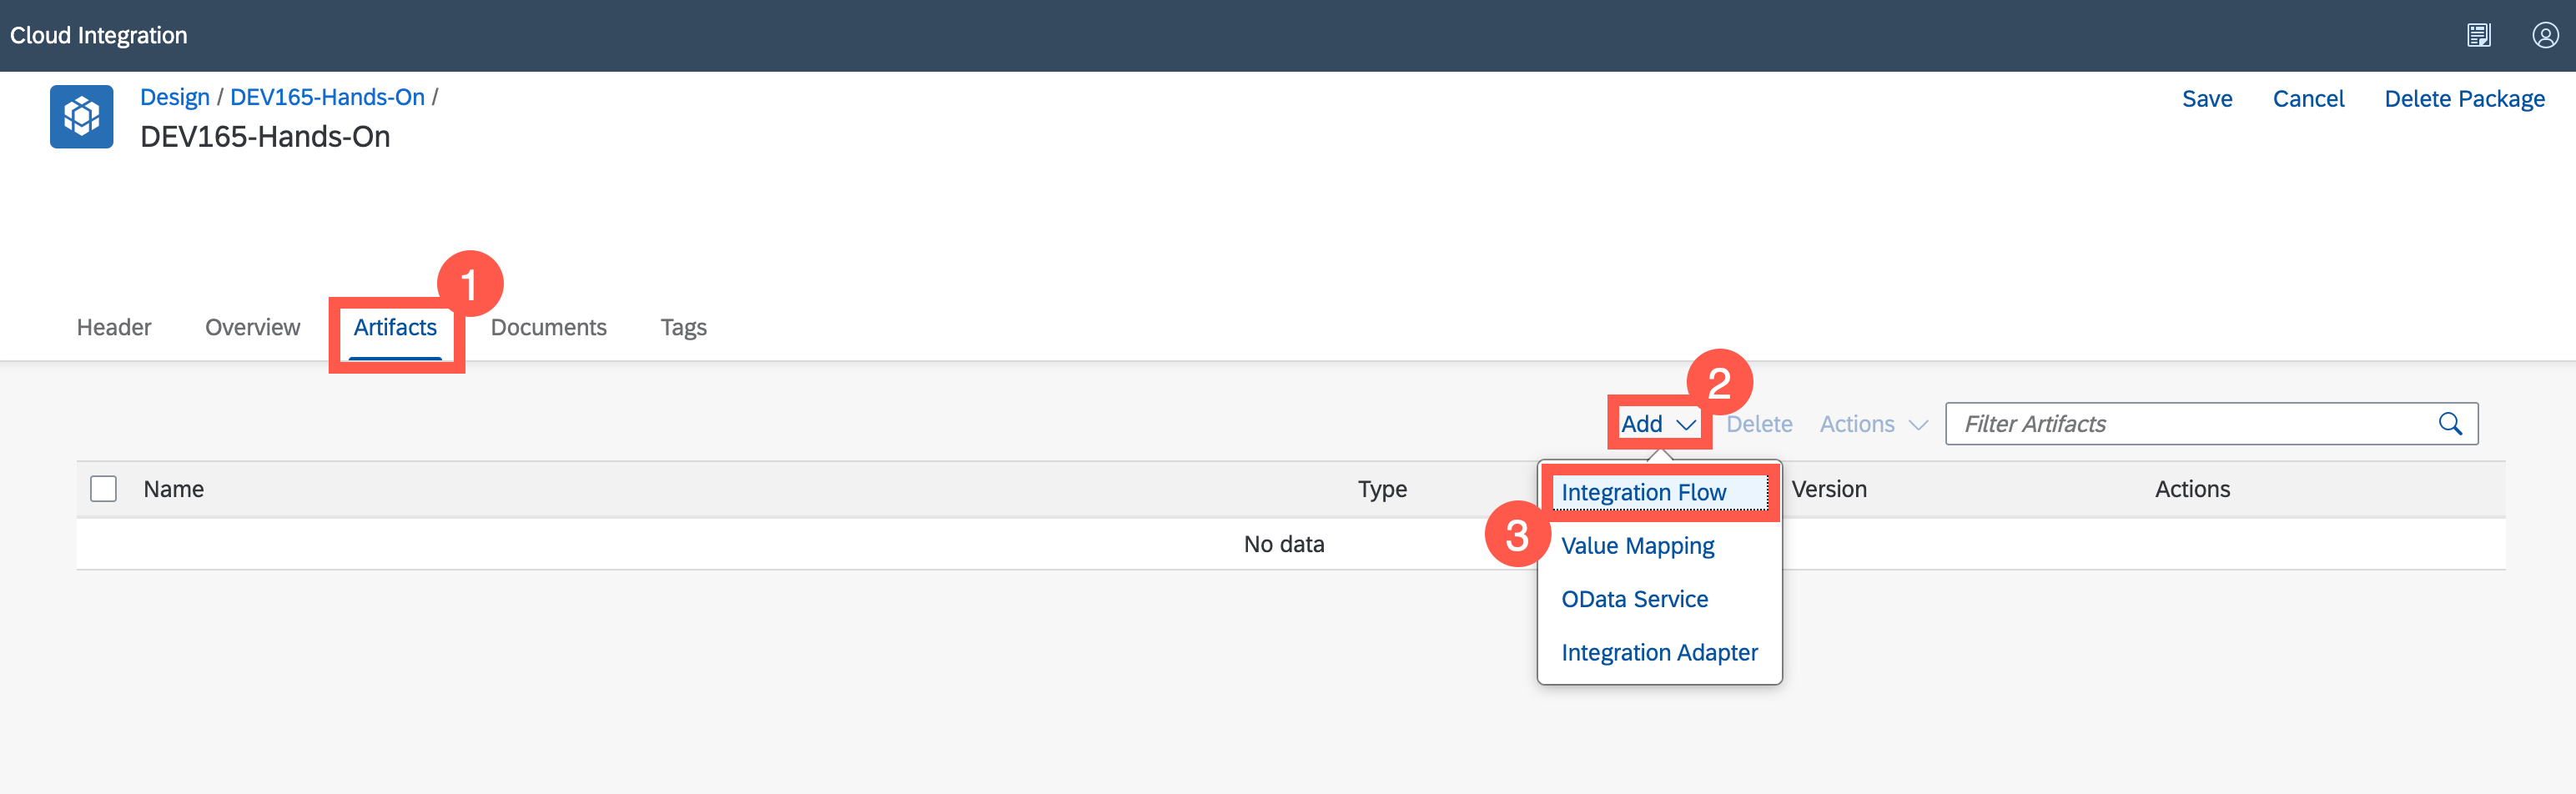 Cloud Integration
Design / DEV165-Hands-On /
DEV165-Hands-On
Save Cancel Delete Package
1
Header Overview Artifacts Documents Tags
2
Add Delete Actions Filter Artifacts
Name Type Version Actions
No data
Integration Flow
3
Value Mapping
OData Service
Integration Adapter